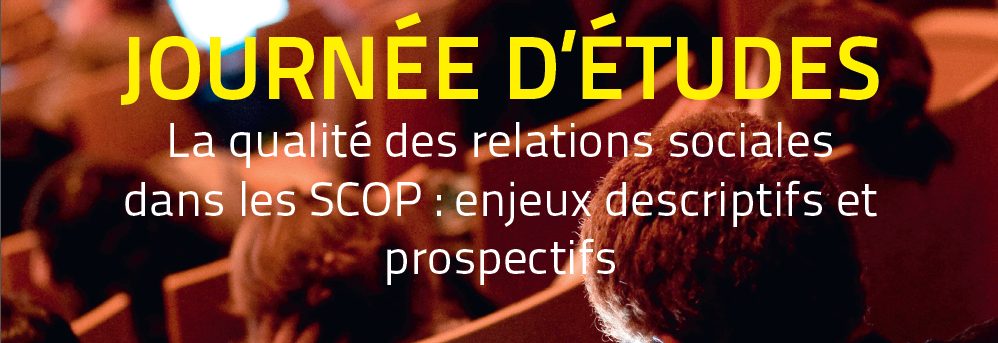 JOURNÉE D'ÉTUDES
La qualité des relations sociales
dans les SCOP : enjeux descriptifs et
prospectifs